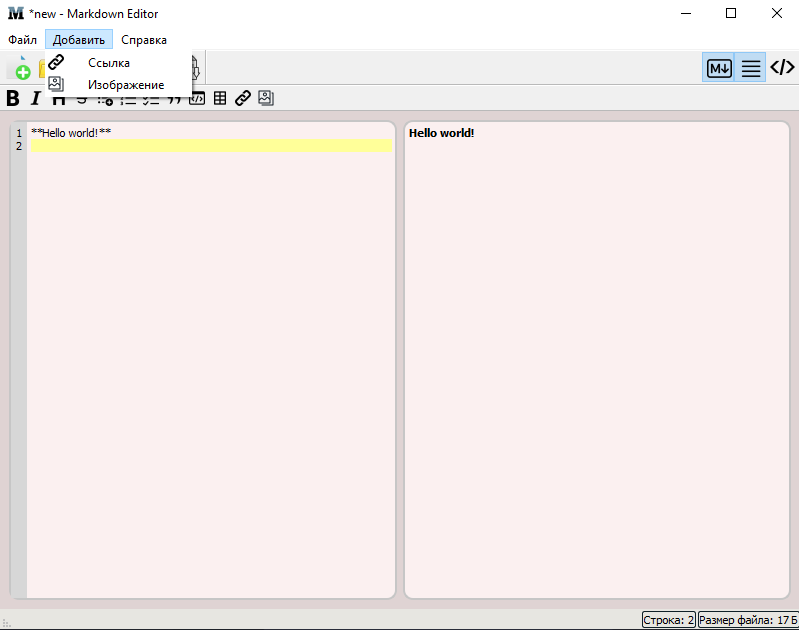 *new - Markdown Editor
Файл Добавить Справка
Ссылка
Изображение
M↓ </>
B I H S
1 **Hello world!**
2
Hello world!
Строка: 2 Размер файла: 17 Б